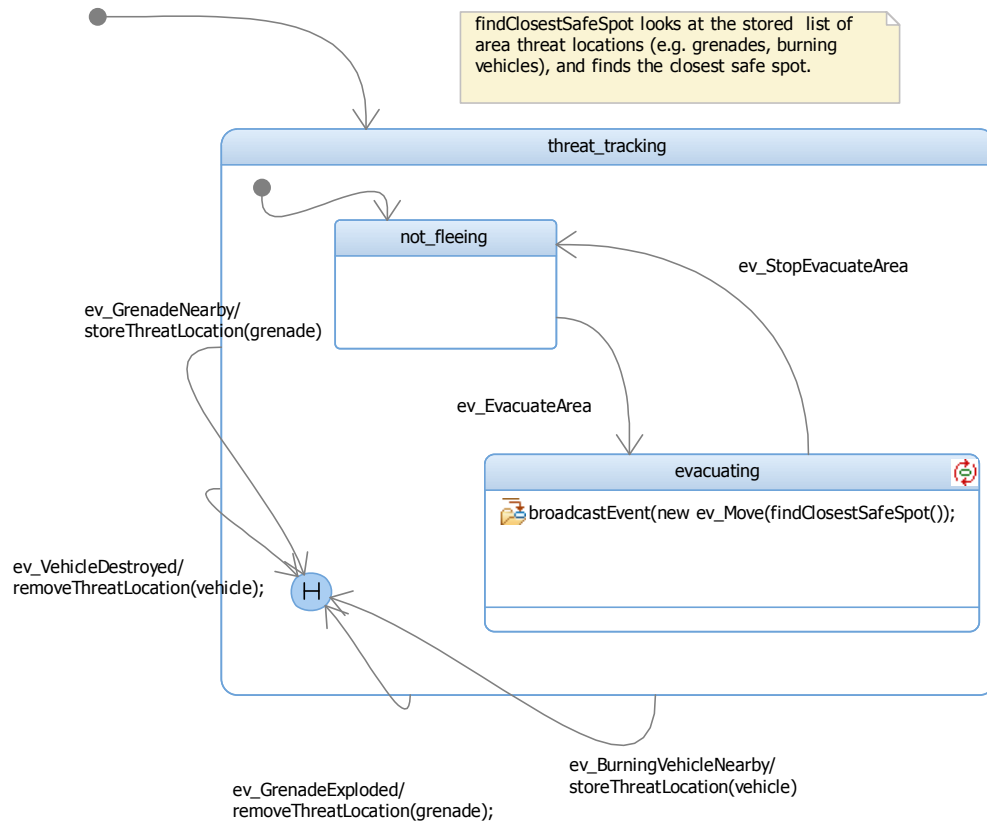 findClosestSafeSpot looks at the stored list of
area threat locations (e.g. grenades, burning
vehicles), and finds the closest safe spot.
threat_tracking
not_fleeing
ev_StopEvacuateArea
ev_GrenadeNearby/
storeThreatLocation(grenade)
ev_EvacuateArea
evacuating
broadcastEvent(new ev_Move(findClosestSafeSpot());
ev_VehicleDestroyed/
removeThreatLocation(vehicle);
H
ev_BurningVehicleNearby/
storeThreatLocation(vehicle)
ev_GrenadeExploded/
removeThreatLocation(grenade);